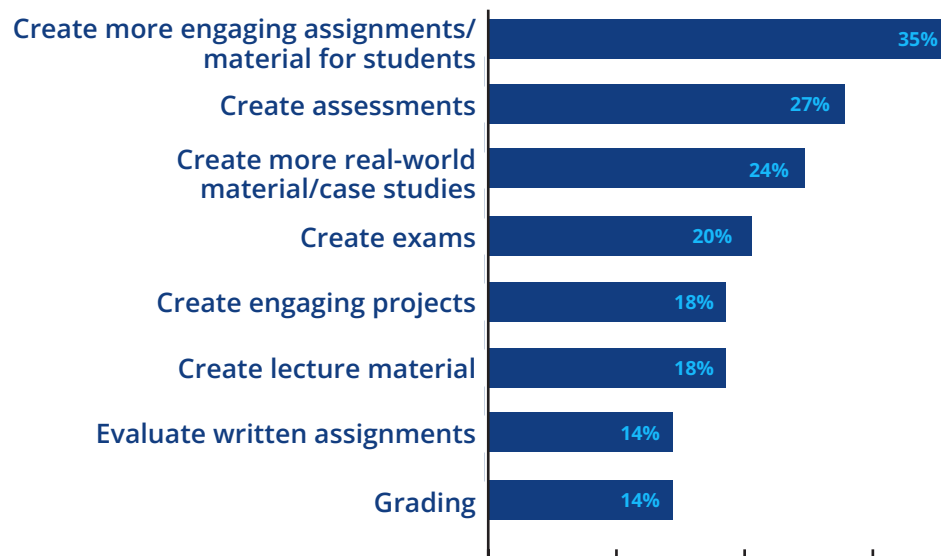 Create more engaging assignments/
material for students
35%
Create assessments
27%
Create more real-world
material/case studies
24%
Create exams
20%
Create engaging projects
18%
Create lecture material
18%
Evaluate written assignments
14%
Grading
14%